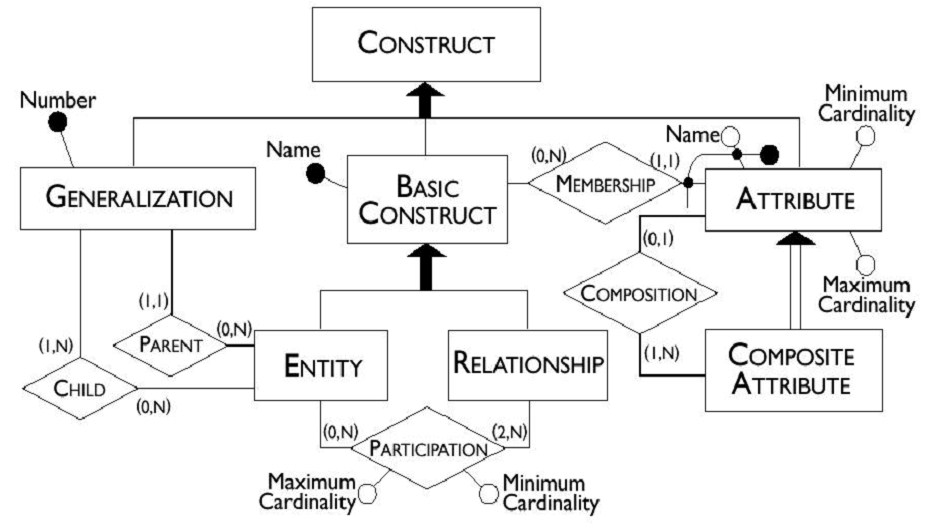 CONSTRUCT
Number
Minimum
Cardinality
Name
Name
(0,N)
(1,1)
GENERALIZATION
BASIC
CONSTRUCT
MEMBERSHIP
ATTRIBUTE
(0,1)
COMPOSITION
Maximum
Cardinality
(1,1)
(0,N)
PARENT
(1,N)
(1,N)
ENTITY
RELATIONSHIP
COMPOSITE
ATTRIBUTE
CHILD
(0,N)
(0,N)
PARTICIPATION
(2,N)
Maximum
Cardinality
Minimum
Cardinality